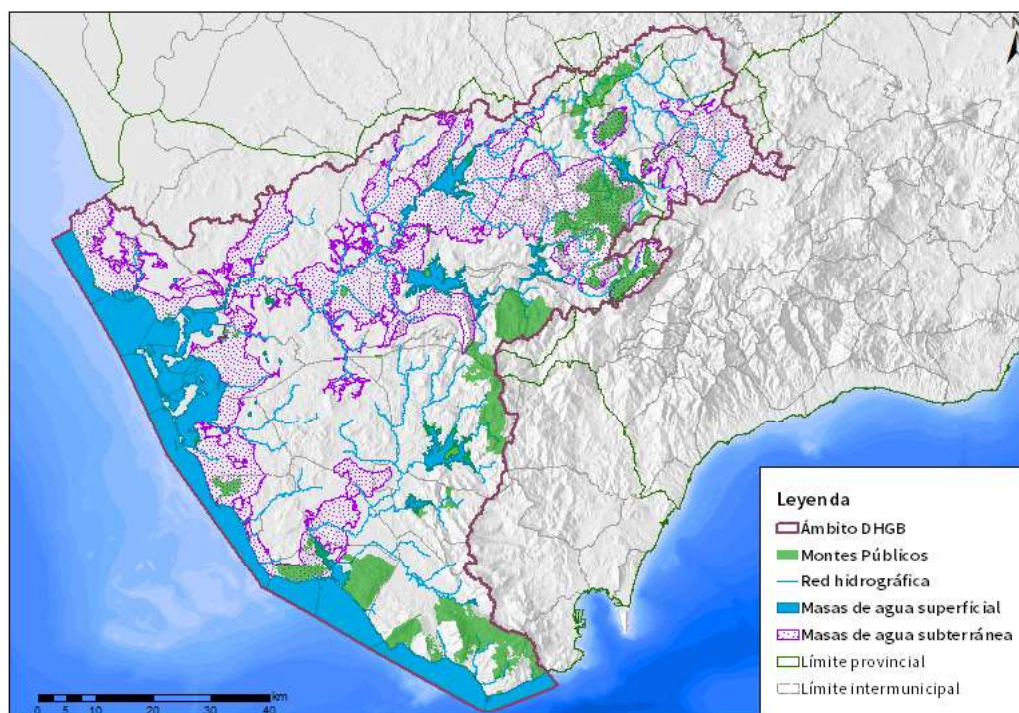 N
Leyenda
Ámbito DHGB
Montes Públicos
Red hidrográfica
Masas de agua superficial
Masas de agua subterránea
Límite provincial
Límite intermunicipal
km
0 5 10 20 30 40